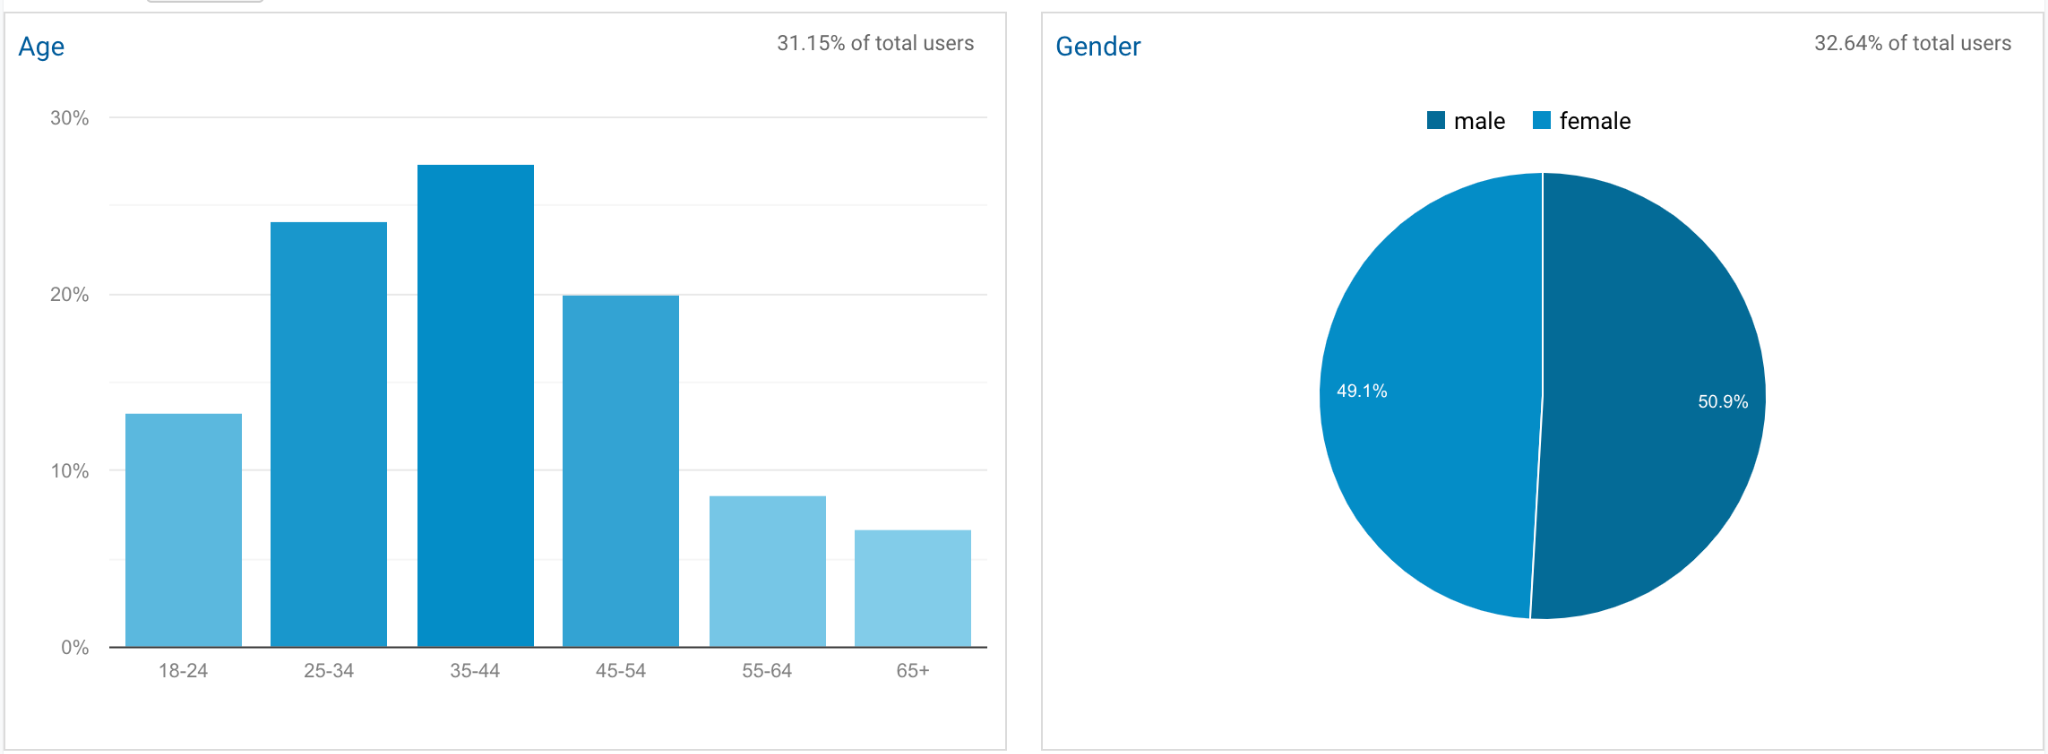 Age
31.15% of total users
30%
20%
10%
0%
18-24 25-34 35-44 45-54 55-64 65+
Gender
32.64% of total users
male female
49.1%
50.9%